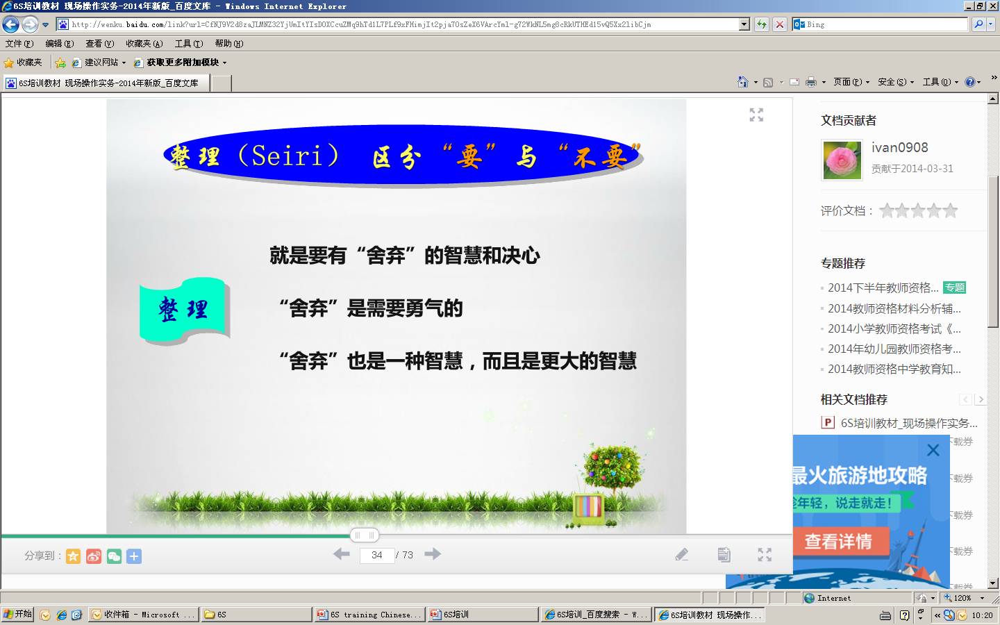 6S培训教材 现场操作实务-2014年新版_百度文库 - Windows Internet Explorer
文件(F) 编辑(E) 查看(V) 收藏夹(A) 工具(T) 帮助(H)
Bing
收藏夹 建议网站 获取更多附加模块
6S培训教材 现场操作实务-2014年新版_百度文库
页面(P) 安全(S) 工具(O)
整理（Seiri） 区分“要”与“不要”
就是要有“舍弃”的智慧和决心
整理
“舍弃”是需要勇气的
“舍弃”也是一种智慧，而且是更大的智慧
分享到：
34 / 73
文档贡献者
ivan0908
贡献于2014-03-31
评价文档：
专题推荐
2014下半年教师资格... 专题
2014教师资格材料分析辅...
2014小学教师资格考试《...
2014年幼儿园教师资格考...
2014教师资格中学教育知...
相关文档推荐
6S培训教材_现场操作实务...
下载券
最火旅游地攻略
下载券
趁年轻，说走就走！
下载券
查看详情
下载券
下载券
Internet 120%
开始 收件箱 - Microsoft ... 6S 6S training Chinese... 6S培训 6S培训_百度搜索 - W... 6S培训教材 现场操作... 10:20